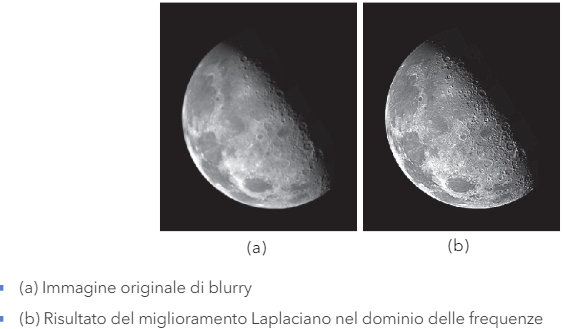 (a)
(b)
(a) Immagine originale di blurry
(b) Risultato del miglioramento Laplaciano nel dominio delle frequenze